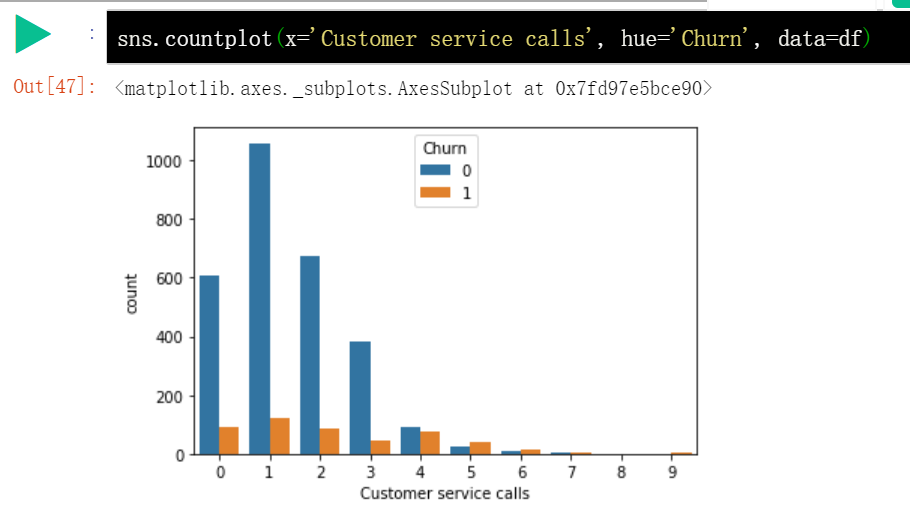 : sns.countplot(x='Customer service calls', hue='Churn', data=df)
Out[47]: <matplotlib.axes._subplots.AxesSubplot at 0x7fd97e5bce90>
Churn
0
1
1000
800
600
400
200
0
count
0 1 2 3 4 5 6 7 8 9
Customer service calls